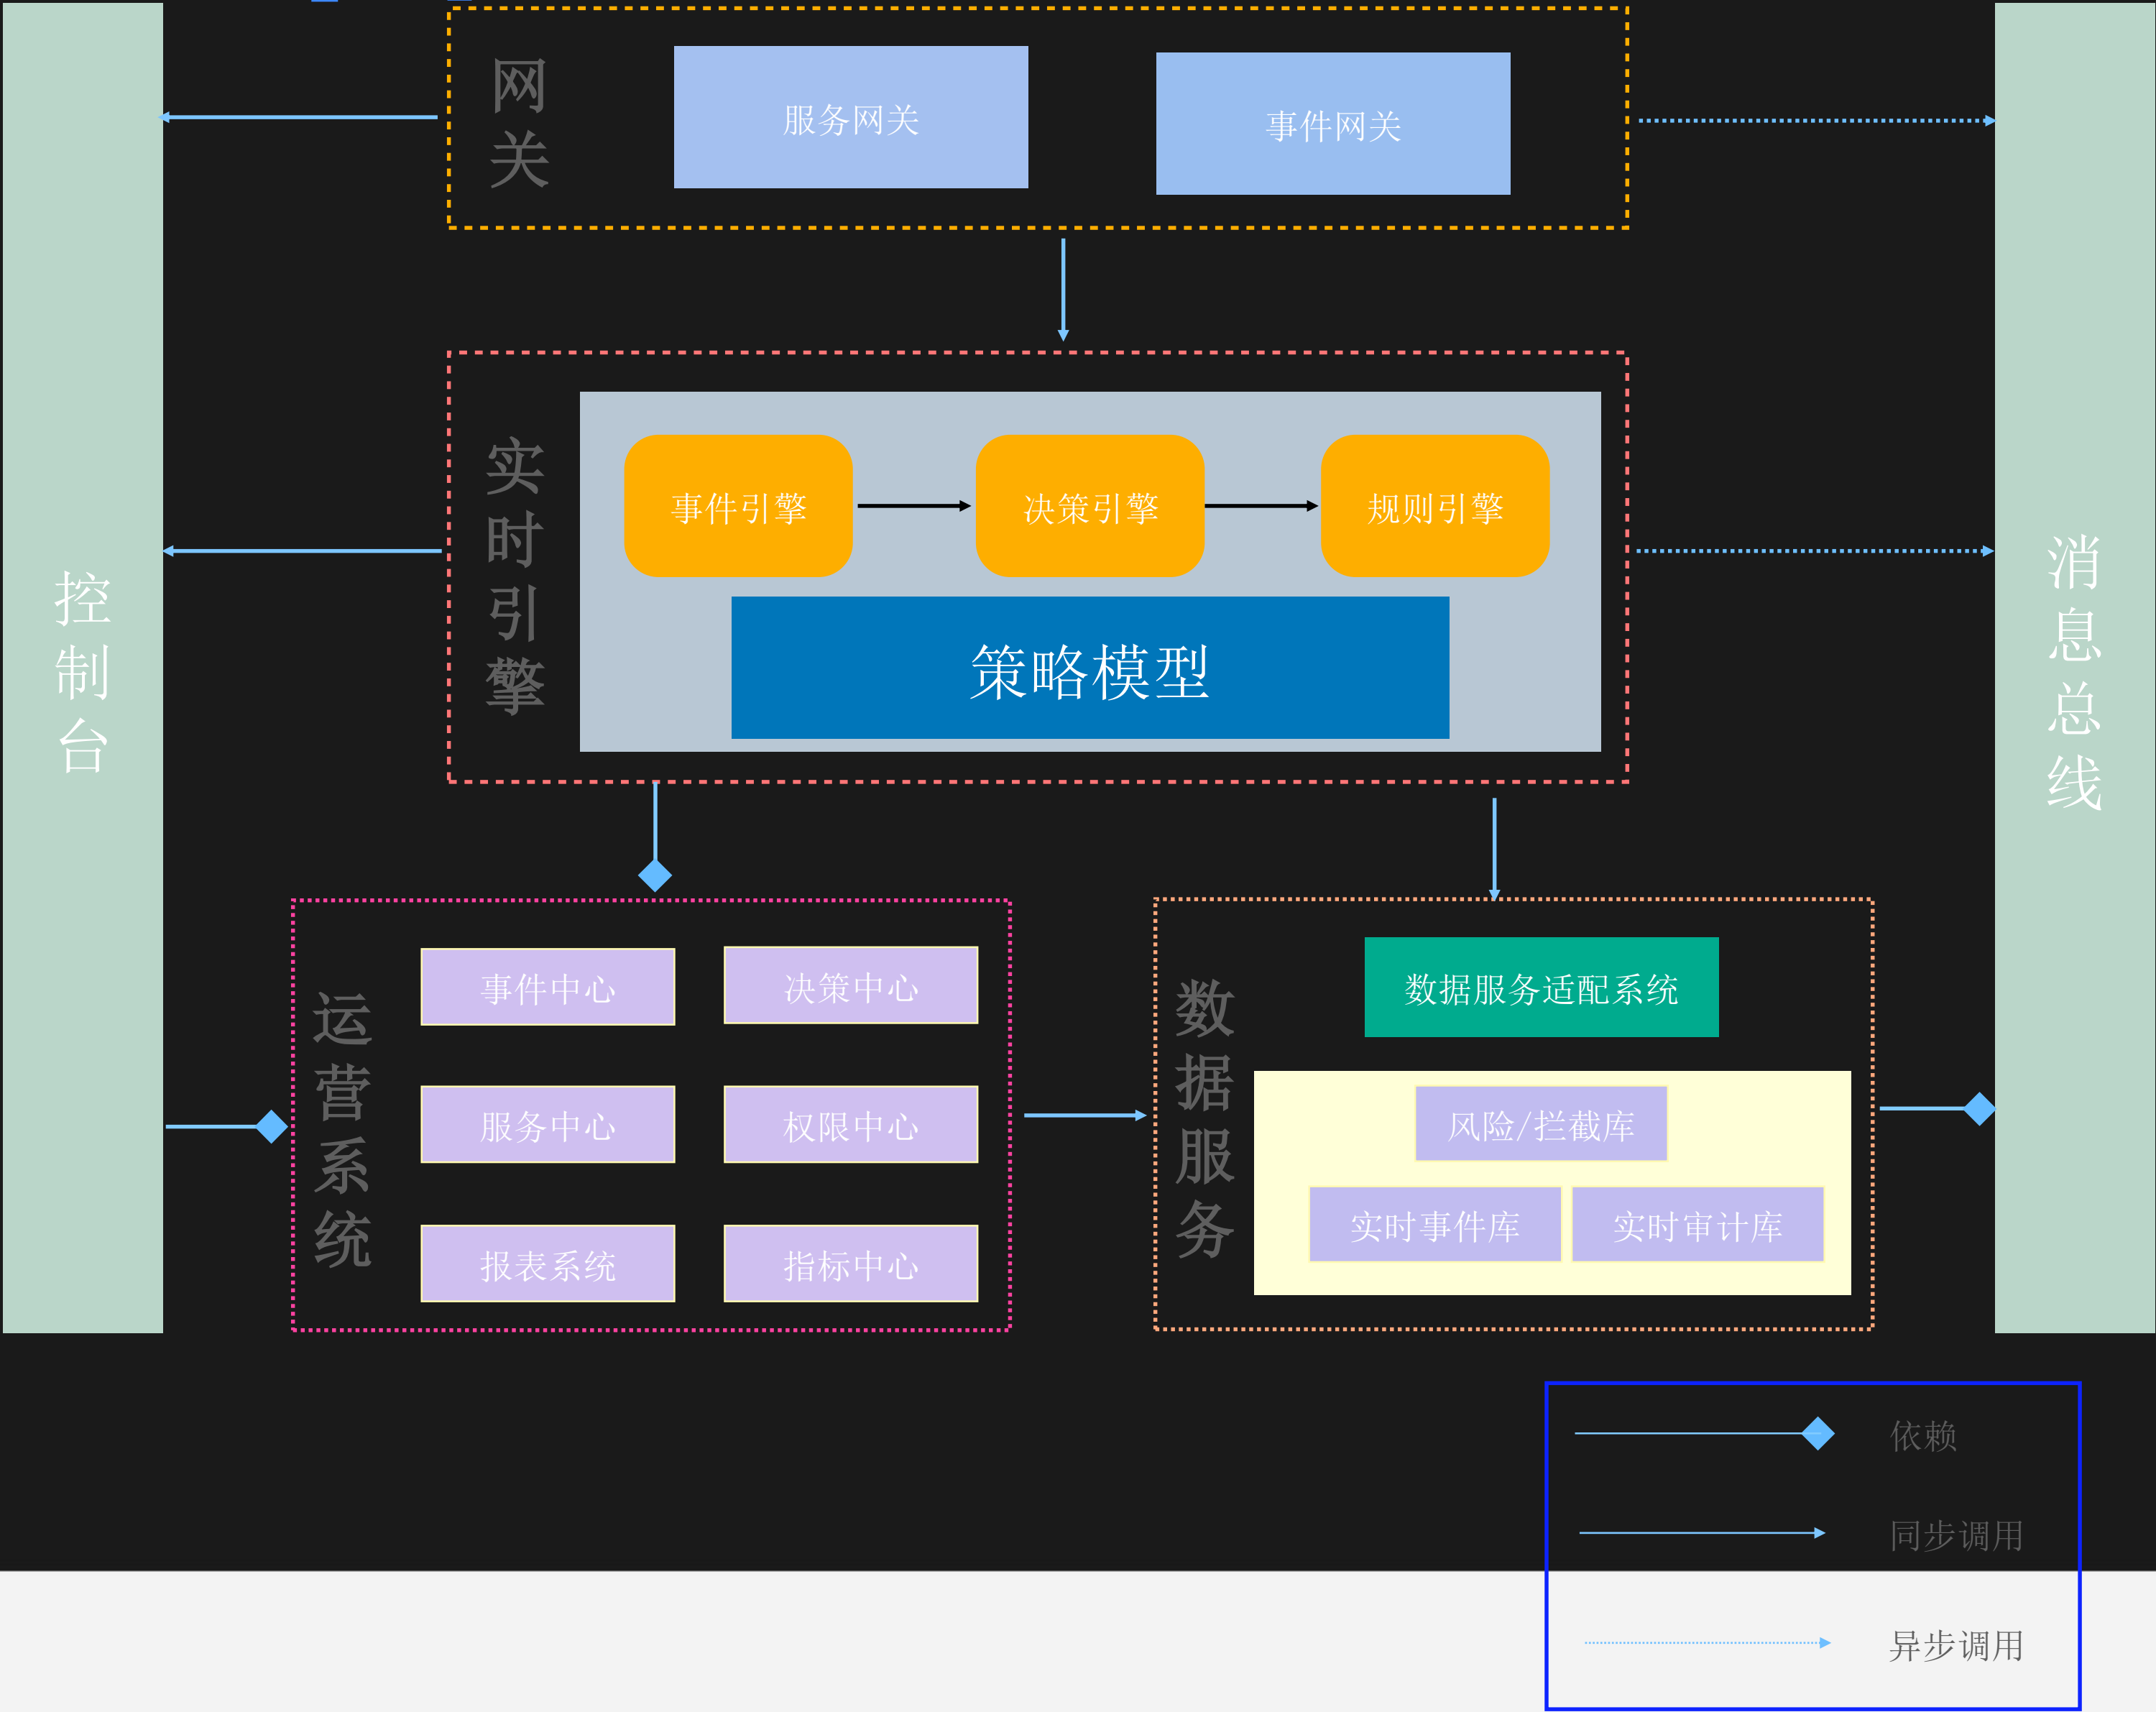 网关
服务网关
事件网关
实时引擎
事件引擎
决策引擎
规则引擎
策略模型
控制台
消息总线
运营系统
事件中心
决策中心
服务中心
权限中心
报表系统
指标中心
数据服务
数据服务适配系统
风险/拦截库
实时事件库
实时审计库
依赖
同步调用
异步调用